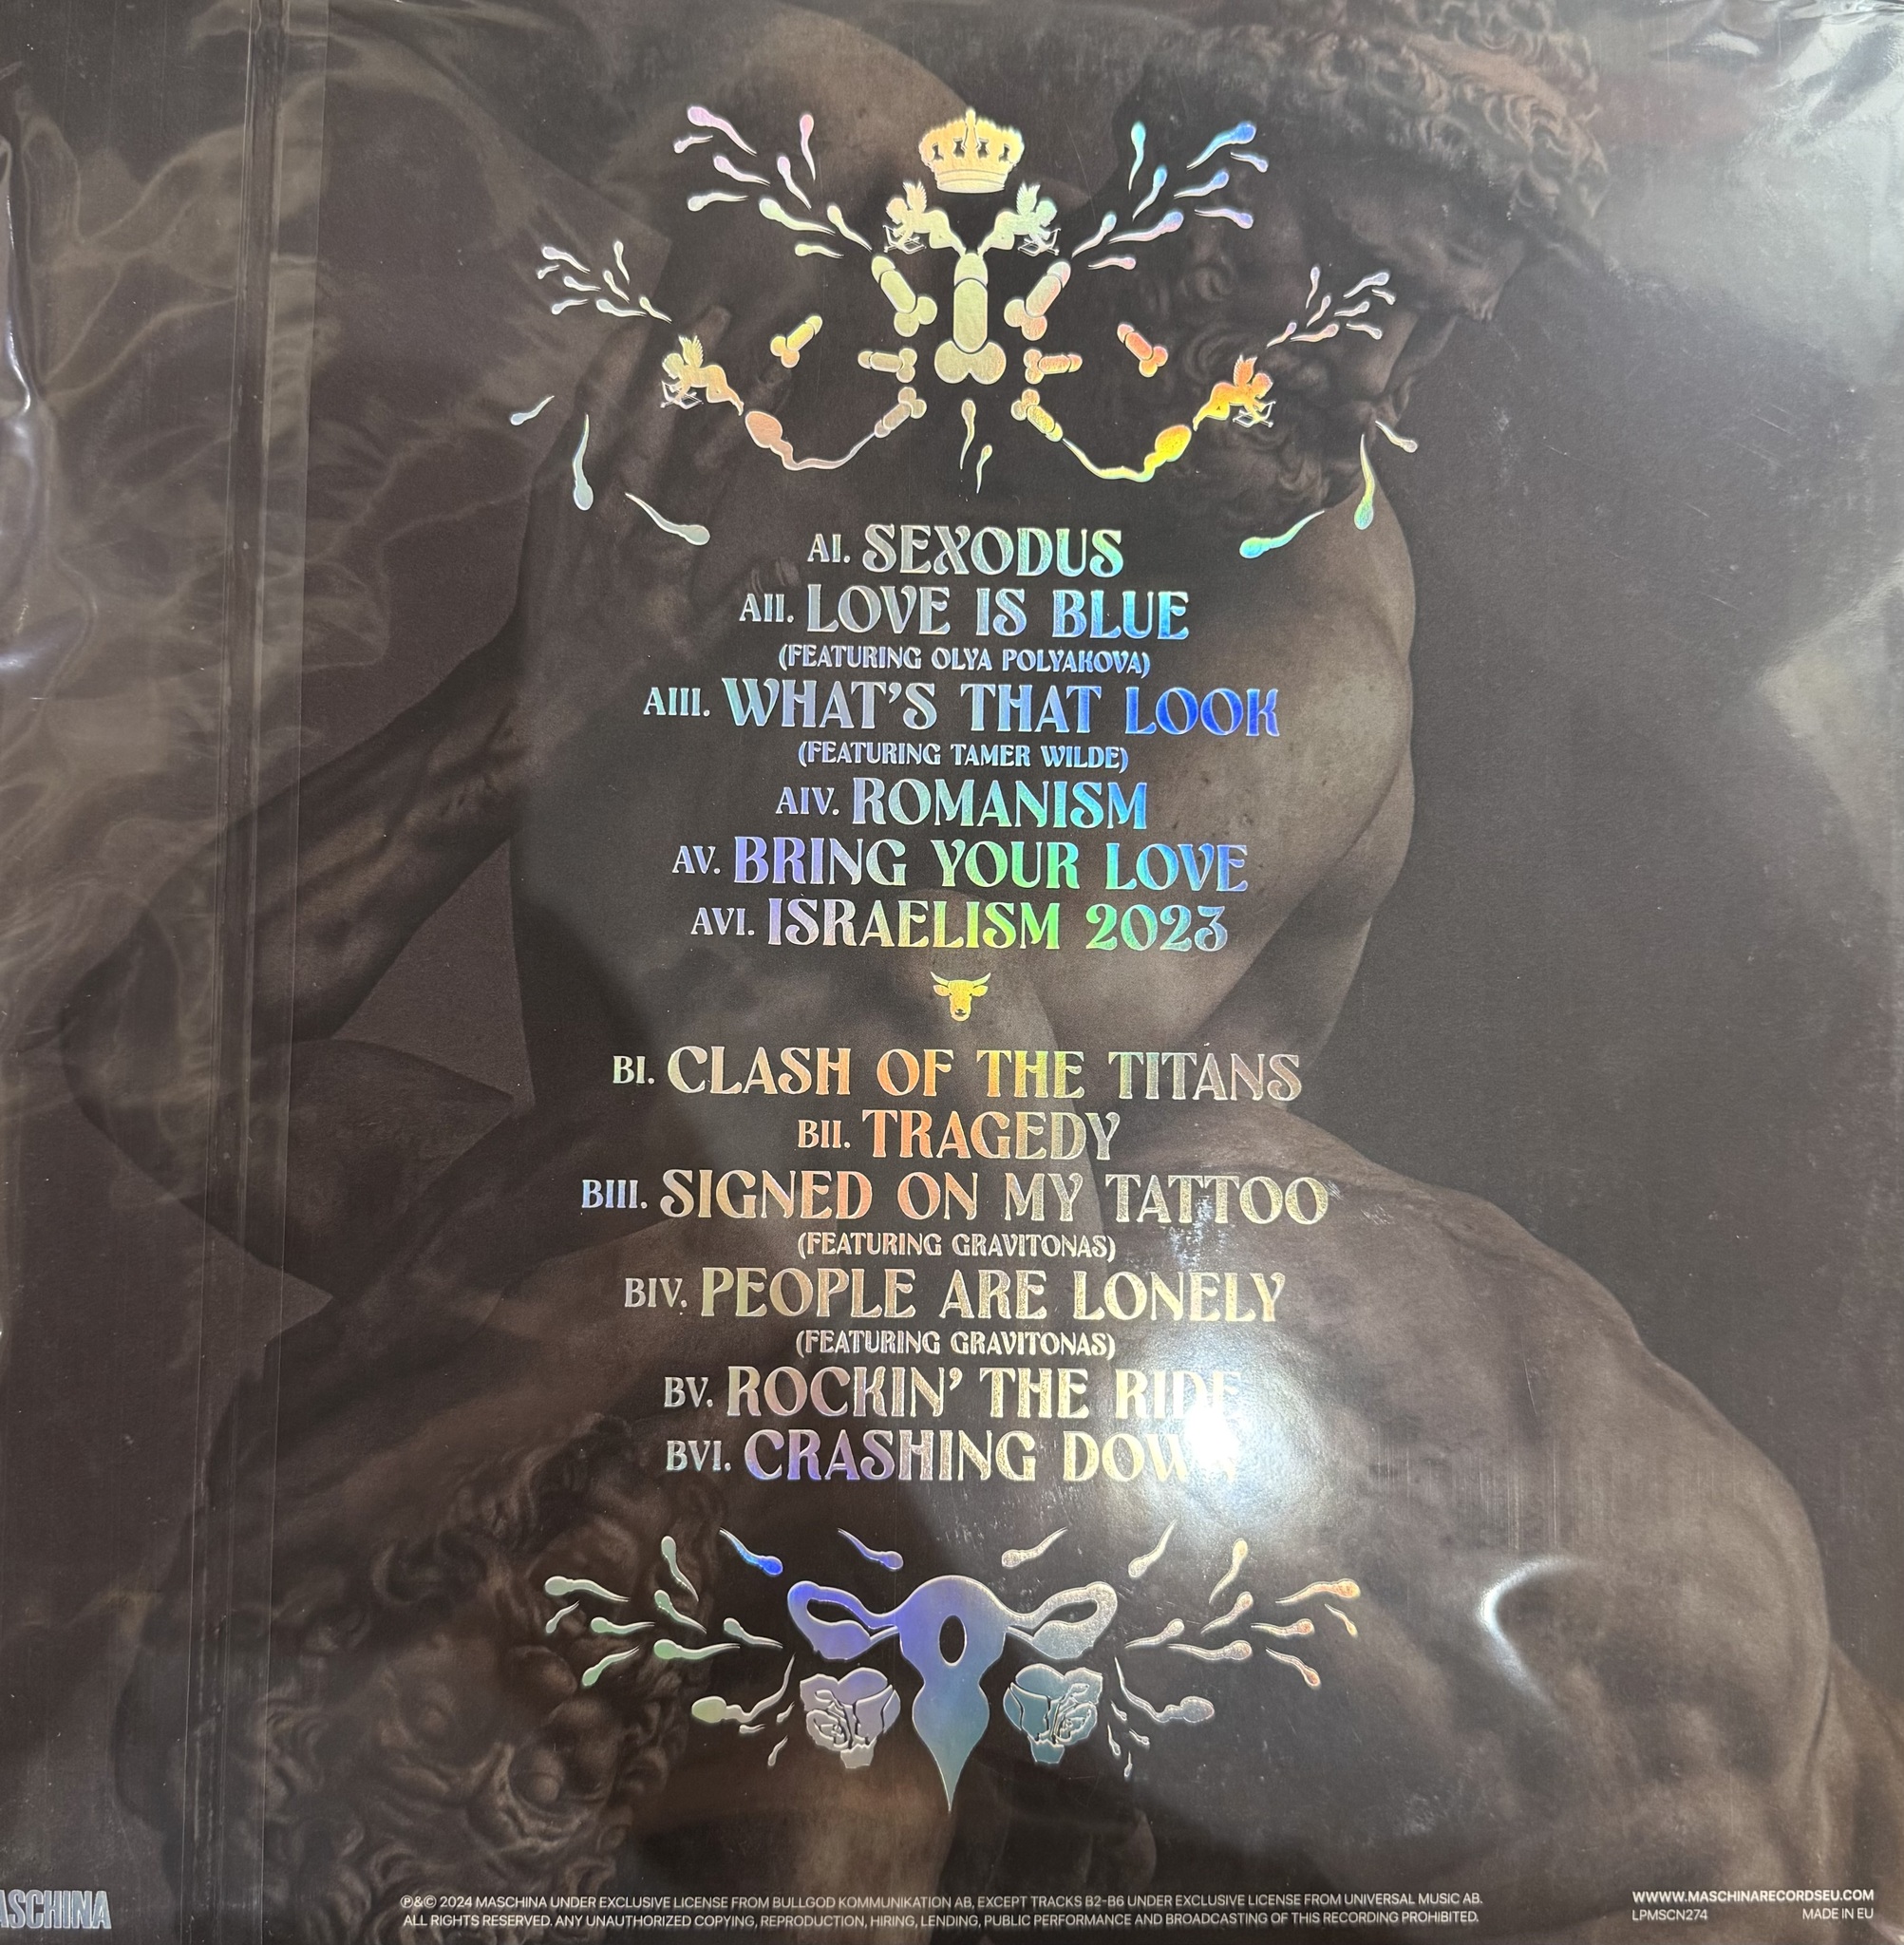 AI. SEXODUS
AII. LOVE IS BLUE
(FEATURING OLYA POLYAKOVA)
AIII. WHAT'S THAT LOOK
(FEATURING TAMER WILDE)
AIV. ROMANISM
AV. BRING YOUR LOVE
AVI. ISRAELISM 2023
BI. CLASH OF THE TITANS
BII. TRAGEDY
BIII. SIGNED ON MY TATTOO
(FEATURING GRAVITONAS)
BIV. PEOPLE ARE LONELY
(FEATURING GRAVITONAS)
BV. ROCKIN' THE RIDE
BVI. CRASHING DOWN
ASCHINA
℗&© 2024 MASCHINA UNDER EXCLUSIVE LICENSE FROM BULLGOD KOMMUNIKATION AB, EXCEPT TRACKS B2-B6 UNDER EXCLUSIVE LICENSE FROM UNIVERSAL MUSIC AB.
ALL RIGHTS RESERVED. ANY UNAUTHORIZED COPYING, REPRODUCTION, HIRING, LENDING, PUBLIC PERFORMANCE AND BROADCASTING OF THIS RECORDING PROHIBITED.
WWWW.MASCHINARECORDSEU.COM
LPMSCN274 MADE IN EU